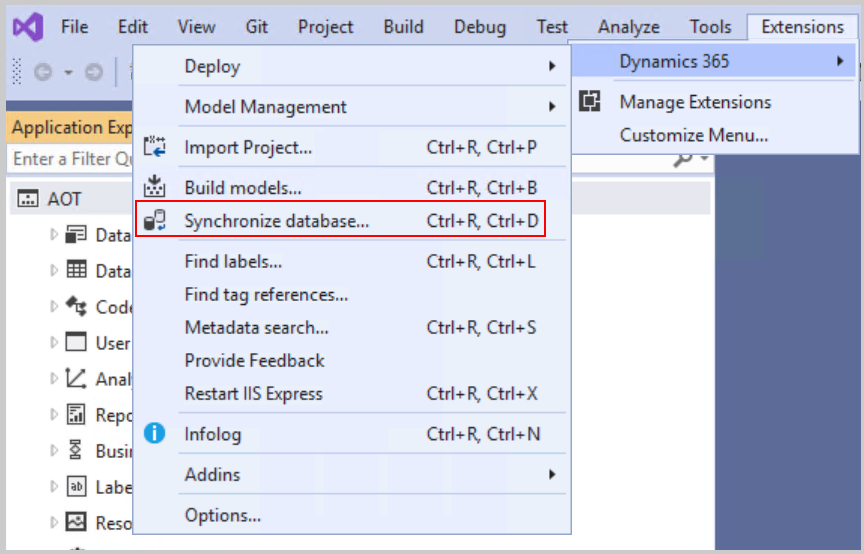 File Edit View Git Project Build Debug Test Analyze Tools Extensions
Deploy
Model Management
Import Project... Ctrl+R, Ctrl+P
Build models... Ctrl+R, Ctrl+B
Synchronize database... Ctrl+R, Ctrl+D
Find labels... Ctrl+R, Ctrl+L
Find tag references...
Metadata search... Ctrl+R, Ctrl+S
Provide Feedback
Restart IIS Express Ctrl+R, Ctrl+X
Infolog Ctrl+R, Ctrl+N
Addins
Options...
Dynamics 365
Manage Extensions
Customize Menu...
Application Exp
Enter a Filter Qu
AOT
Data
Data
Code
User
Anal
Repo
Busin
Labe
Reso